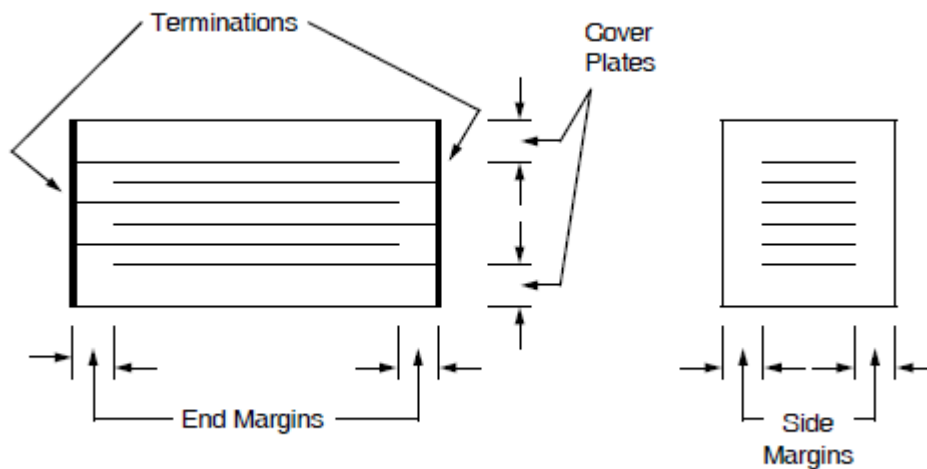 Terminations
Cover
Plates
End Margins
Side
Margins